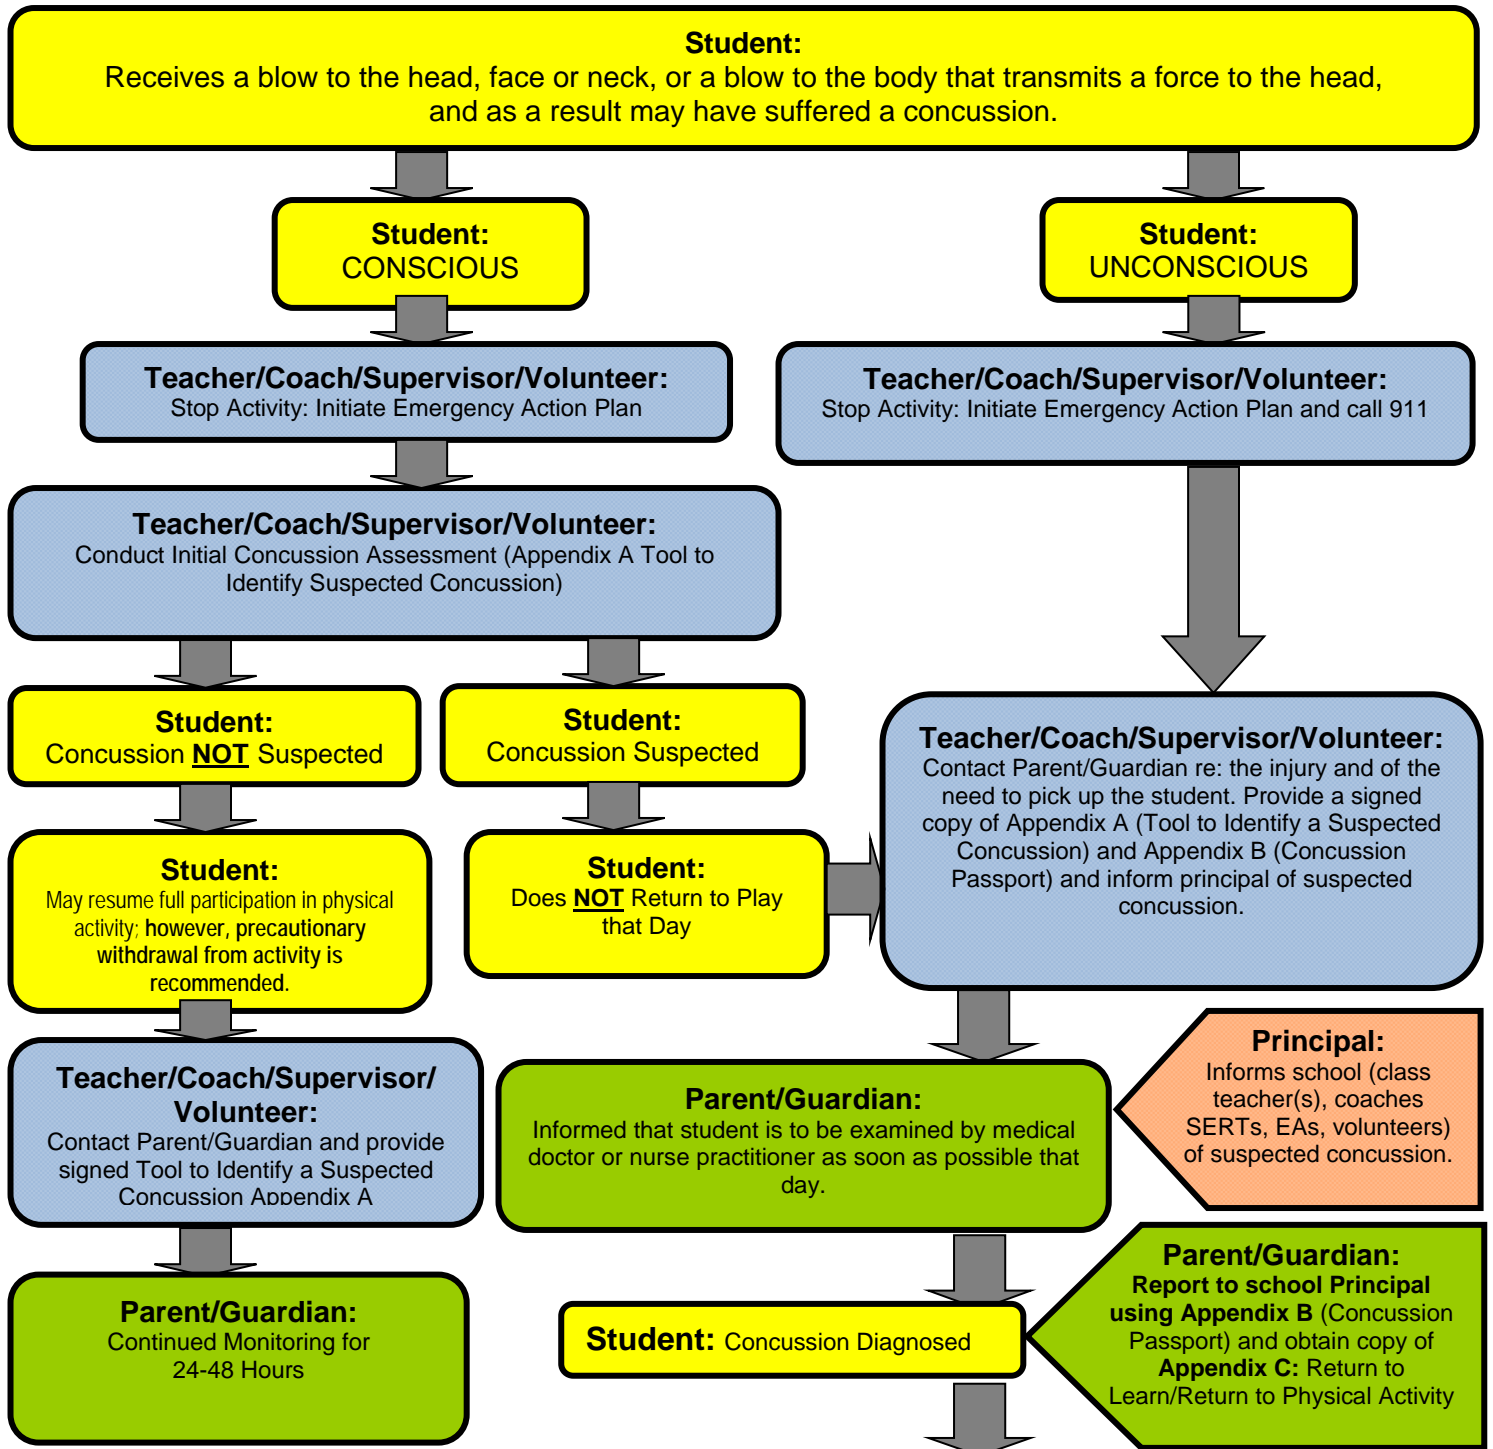 Student:
Receives a blow to the head, face or neck, or a blow to the body that transmits a force to the head,
and as a result may have suffered a concussion.
Student:
CONSCIOUS
Student:
UNCONSCIOUS
Teacher/Coach/Supervisor/Volunteer:
Stop Activity: Initiate Emergency Action Plan
Teacher/Coach/Supervisor/Volunteer:
Stop Activity: Initiate Emergency Action Plan and call 911
Teacher/Coach/Supervisor/Volunteer:
Conduct Initial Concussion Assessment (Appendix A Tool to
Identify Suspected Concussion)
Student:
Concussion NOT Suspected
Student:
Concussion Suspected
Teacher/Coach/Supervisor/Volunteer:
Contact Parent/Guardian re: the injury and of the
need to pick up the student. Provide a signed
copy of Appendix A (Tool to Identify a Suspected
Concussion) and Appendix B (Concussion
Passport) and inform principal of suspected
concussion.
Student:
May resume full participation in physical
activity; however, precautionary
withdrawal from activity is
recommended.
Student:
Does NOT Return to Play
that Day
Teacher/Coach/Supervisor/
Volunteer:
Contact Parent/Guardian and provide
signed Tool to Identify a Suspected
Concussion Appendix A
Parent/Guardian:
Informed that student is to be examined by medical
doctor or nurse practitioner as soon as possible that
day.
Principal:
Informs school (class
teacher(s), coaches
SERTs, EAs, volunteers)
of suspected concussion.
Parent/Guardian:
Continued Monitoring for
24-48 Hours
Student: Concussion Diagnosed
Parent/Guardian:
Report to school Principal
using Appendix B (Concussion
Passport) and obtain copy of
Appendix C: Return to
Learn/Return to Physical Activity